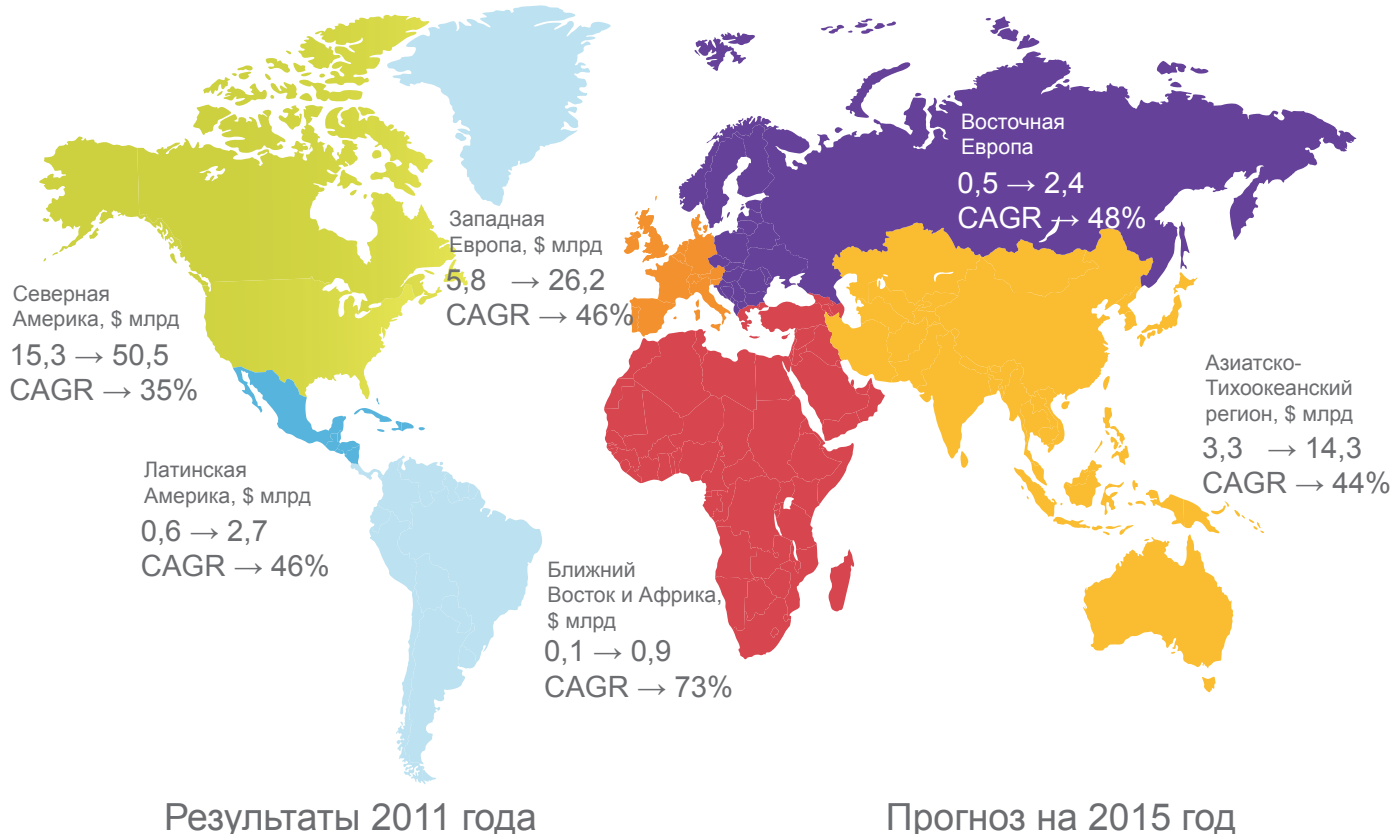 Восточная
Европа
0,5 → 2,4
CAGR → 48%
Западная
Европа, $ млрд
5,8 → 26,2
CAGR → 46%
Северная
Америка, $ млрд
15,3 → 50,5
CAGR → 35%
Азиатско-
Тихоокеанский
регион, $ млрд
3,3 → 14,3
CAGR → 44%
Латинская
Америка, $ млрд
0,6 → 2,7
CAGR → 46%
Ближний
Восток и Африка,
$ млрд
0,1 → 0,9
CAGR → 73%
Результаты 2011 года
Прогноз на 2015 год